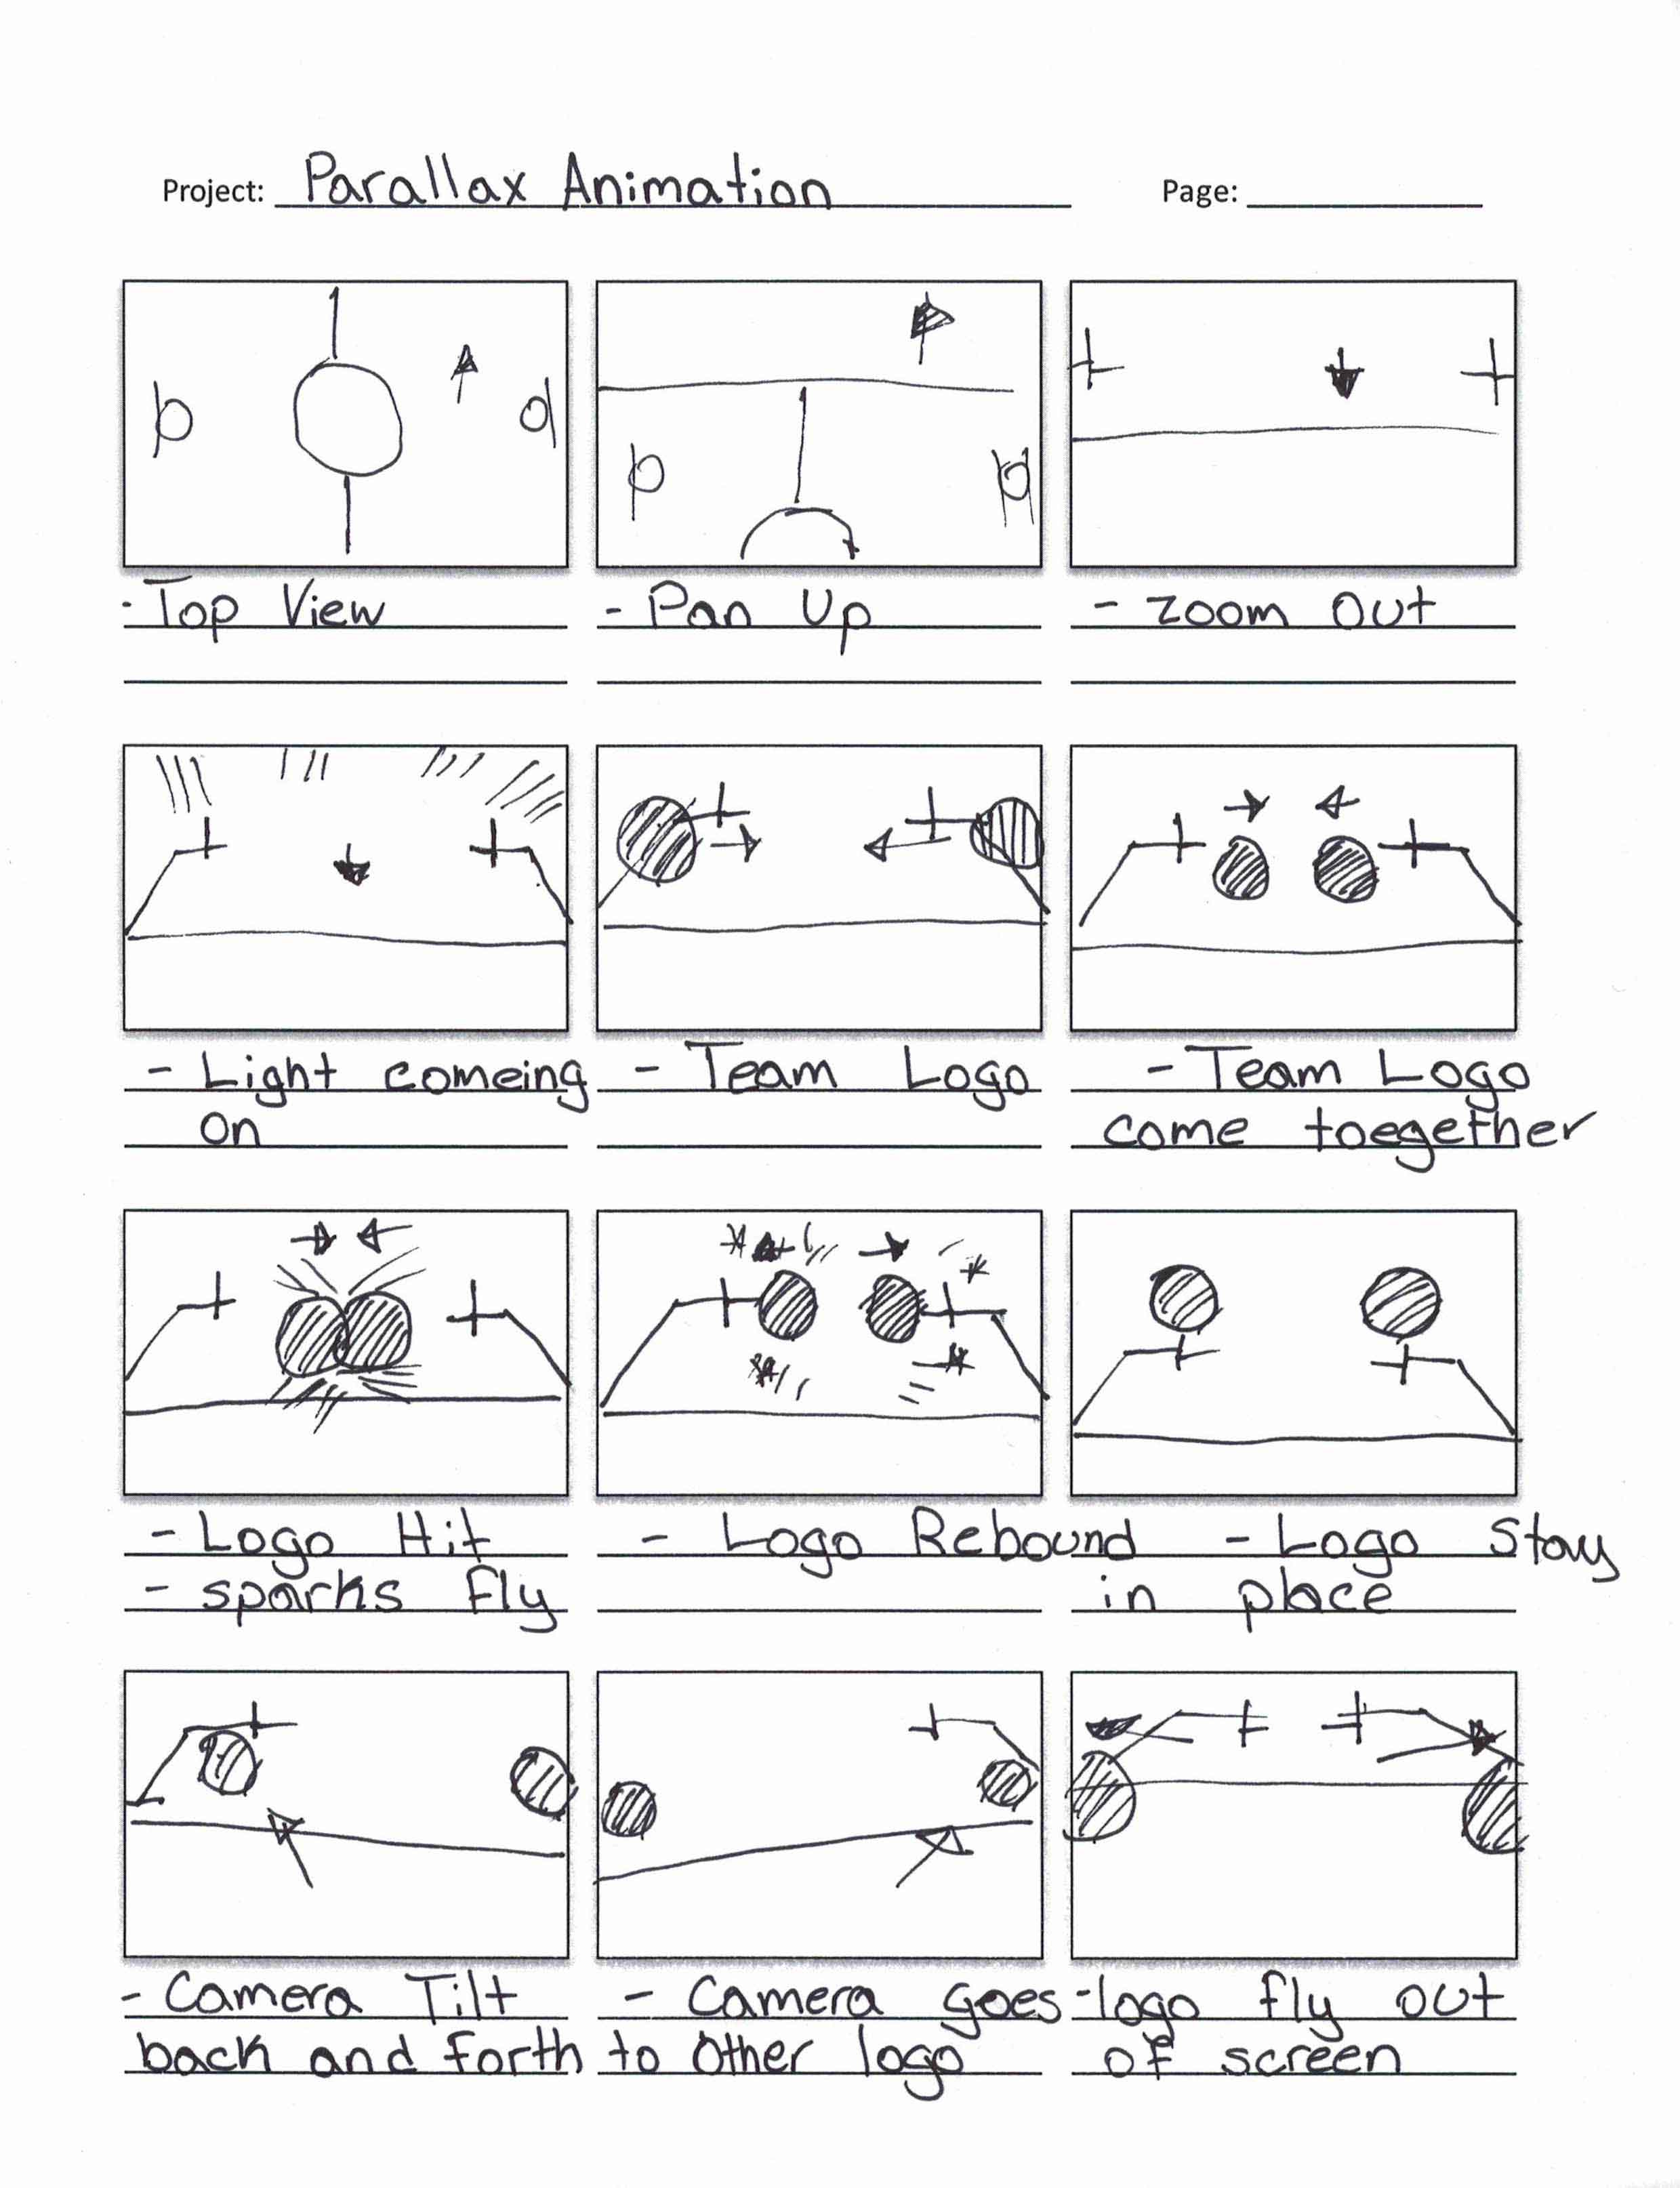 Project: Parallax Animation Page:
- Top View
- Pan Up
- Zoom Out
- Light comeing
on
- Team Logo
- Team Logo
come toegether
- Logo Hit
- sparks Fly
- Logo Rebound
- Logo Stay
in place
- Camera Tilt
back and forth
- Camera goes
to Other logo
- logo fly out
of screen